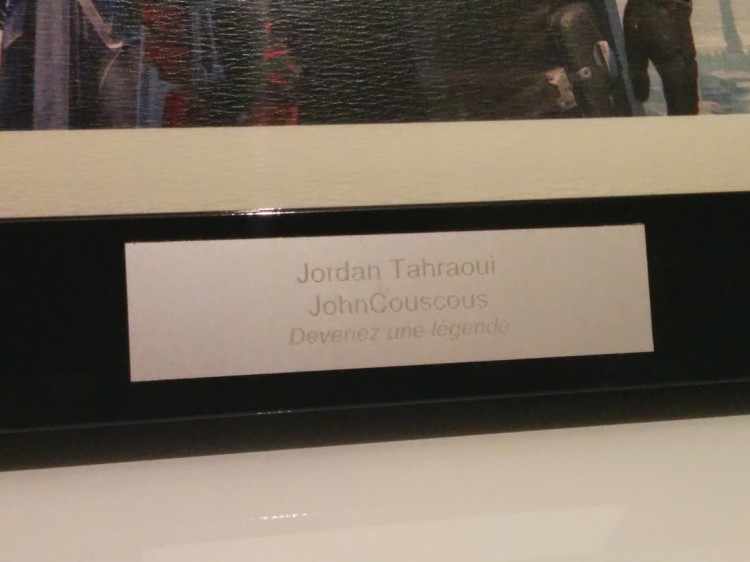 Jordan Tahraoui
JohnCouscous
Devenez une légende